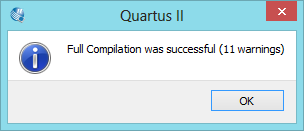 Quartus II
Full Compilation was successful (11 warnings)
OK